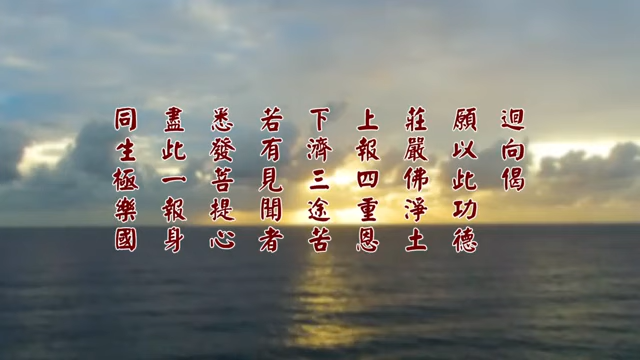 迴向偈
願以此功德
莊嚴佛淨土
上報四重恩
下濟三途苦
若有見聞者
悉發菩提心
盡此一報身
同生極樂國